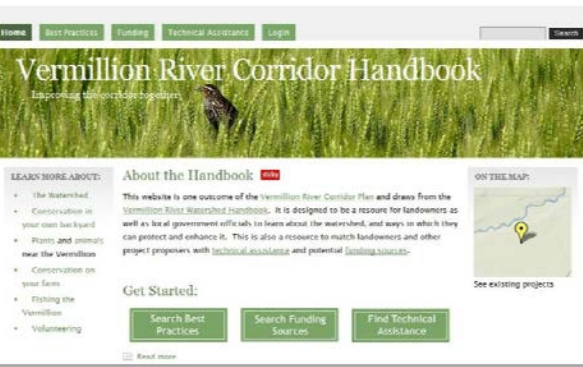 Home Best Practices Funding Technical Assistance Login Search
Vermillion River Corridor Handbook
Improving the corridor together
LEARN MORE ABOUT:
The Watershed
Conservation in
your own backyard
Plants and animals
near the Vermillion
Conservation on
your farm
Fishing the
Vermillion
Volunteering
About the Handbook sticky
This website is one outcome of the Vermillion River Corridor Plan and draws from the
Vermillion River Watershed Handbook. It is designed to be a resource for landowners as
well as local government officials to learn about the watershed, and ways in which they
can protect and enhance it. This is also a resource to match landowners and other
project proposers with technical assistance and potential funding sources.
Get Started:
Search Best
Practices
Search Funding
Sources
Find Technical
Assistance
Read more
ON THE MAP:
See existing projects